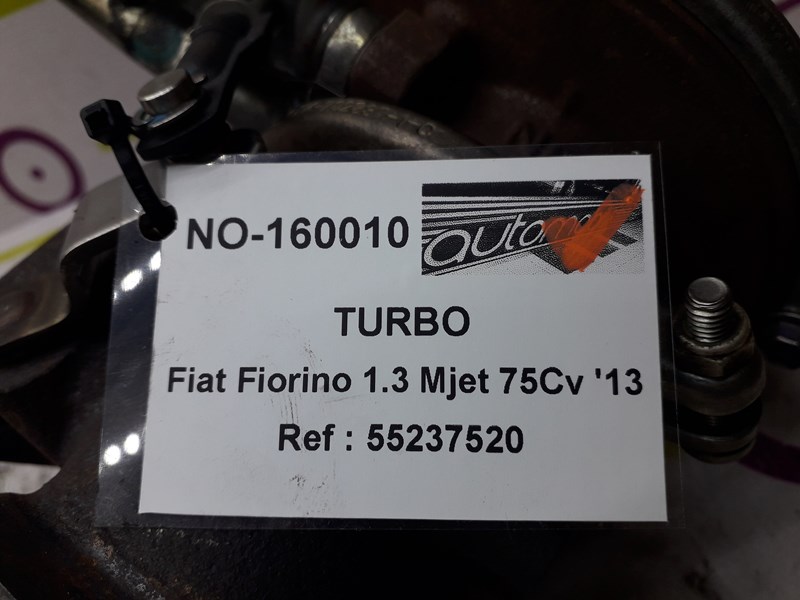 NO-160010
TURBO
Fiat Fiorino 1.3 Mjet 75Cv '13
Ref : 55237520